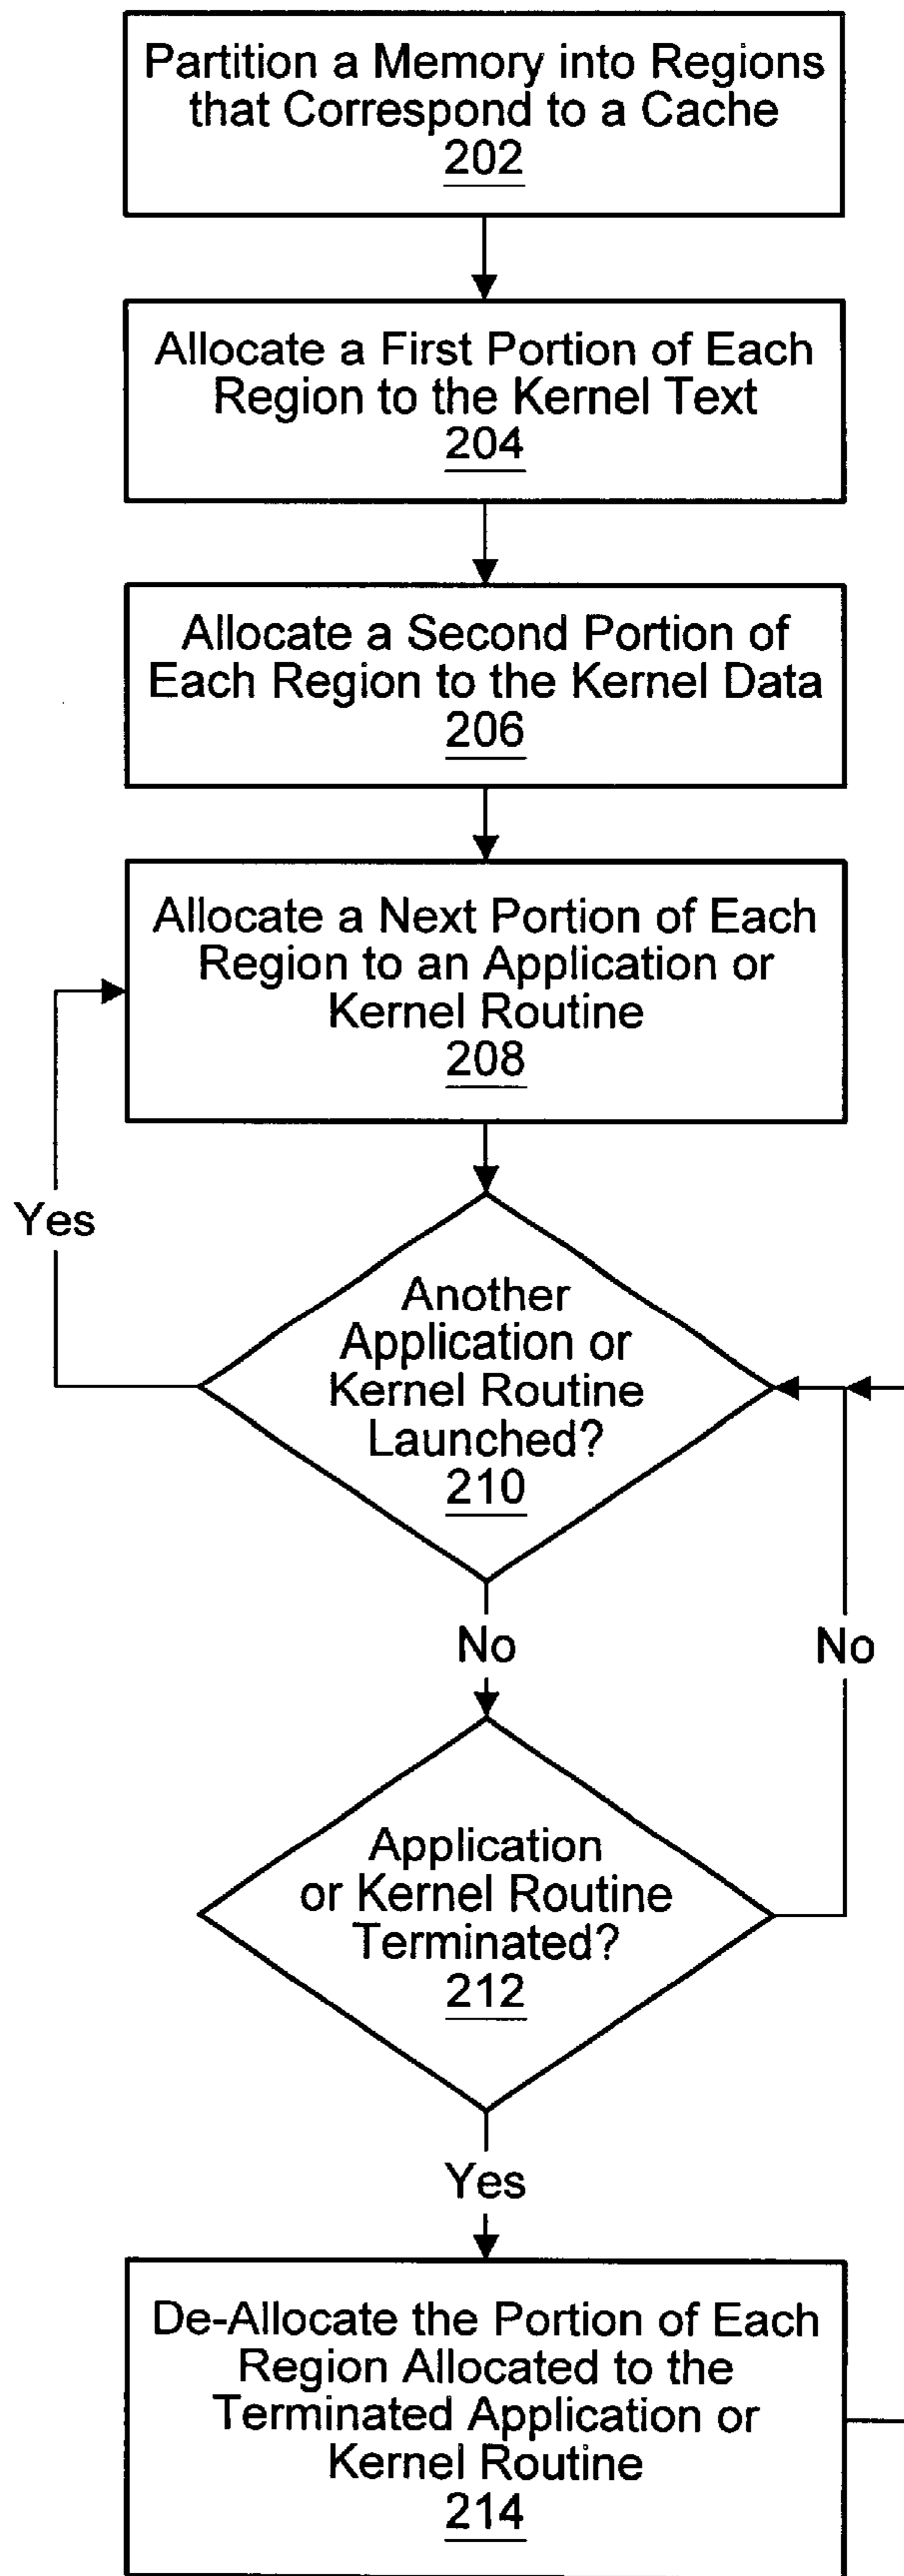 Partition a Memory into Regions
that Correspond to a Cache
202
Allocate a First Portion of Each
Region to the Kernel Text
204
Allocate a Second Portion of
Each Region to the Kernel Data
206
Allocate a Next Portion of Each
Region to an Application or
Kernel Routine
208
Yes
Another
Application or
Kernel Routine
Launched?
210
No
No
Application
or Kernel Routine
Terminated?
212
Yes
De-Allocate the Portion of Each
Region Allocated to the
Terminated Application or
Kernel Routine
214